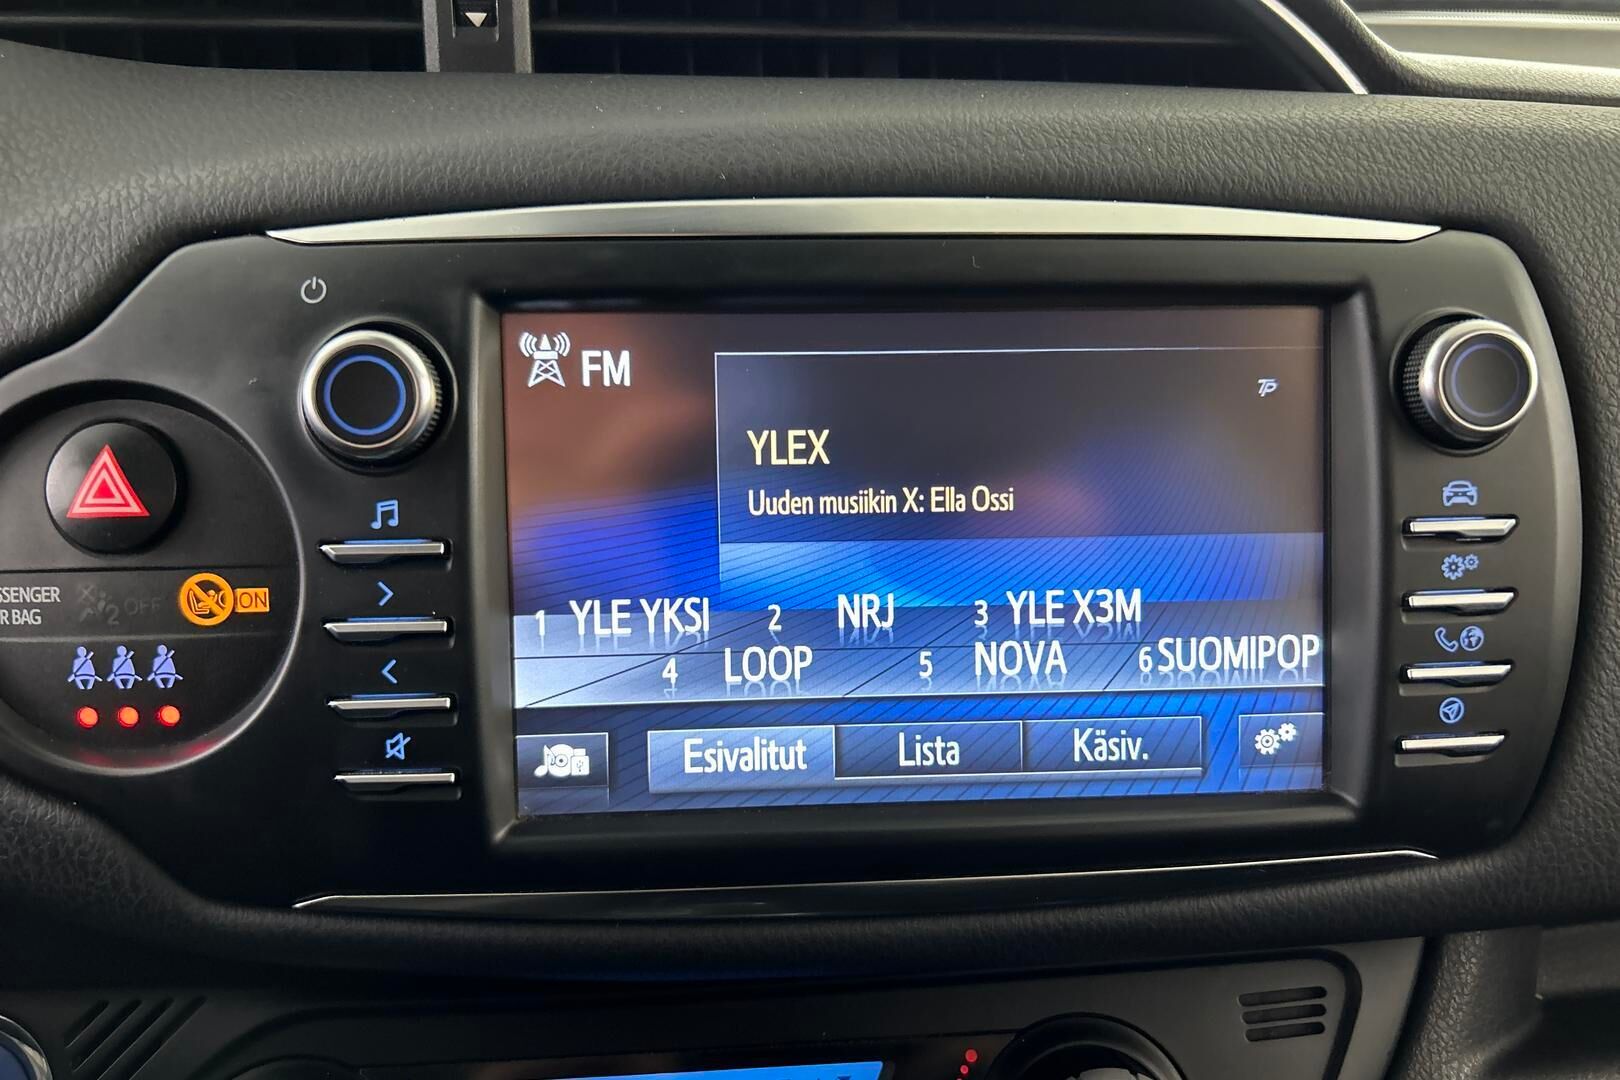 FM
TP
YLEX
Uuden musiikin X: Ella Ossi
1 YLE YKSI 2 NRJ 3 YLE X3M
4 LOOP 5 NOVA 6 SUOMIPOP
Esivalitut Lista Käsiv.
SSENGER
R BAG
2 OFF
ON